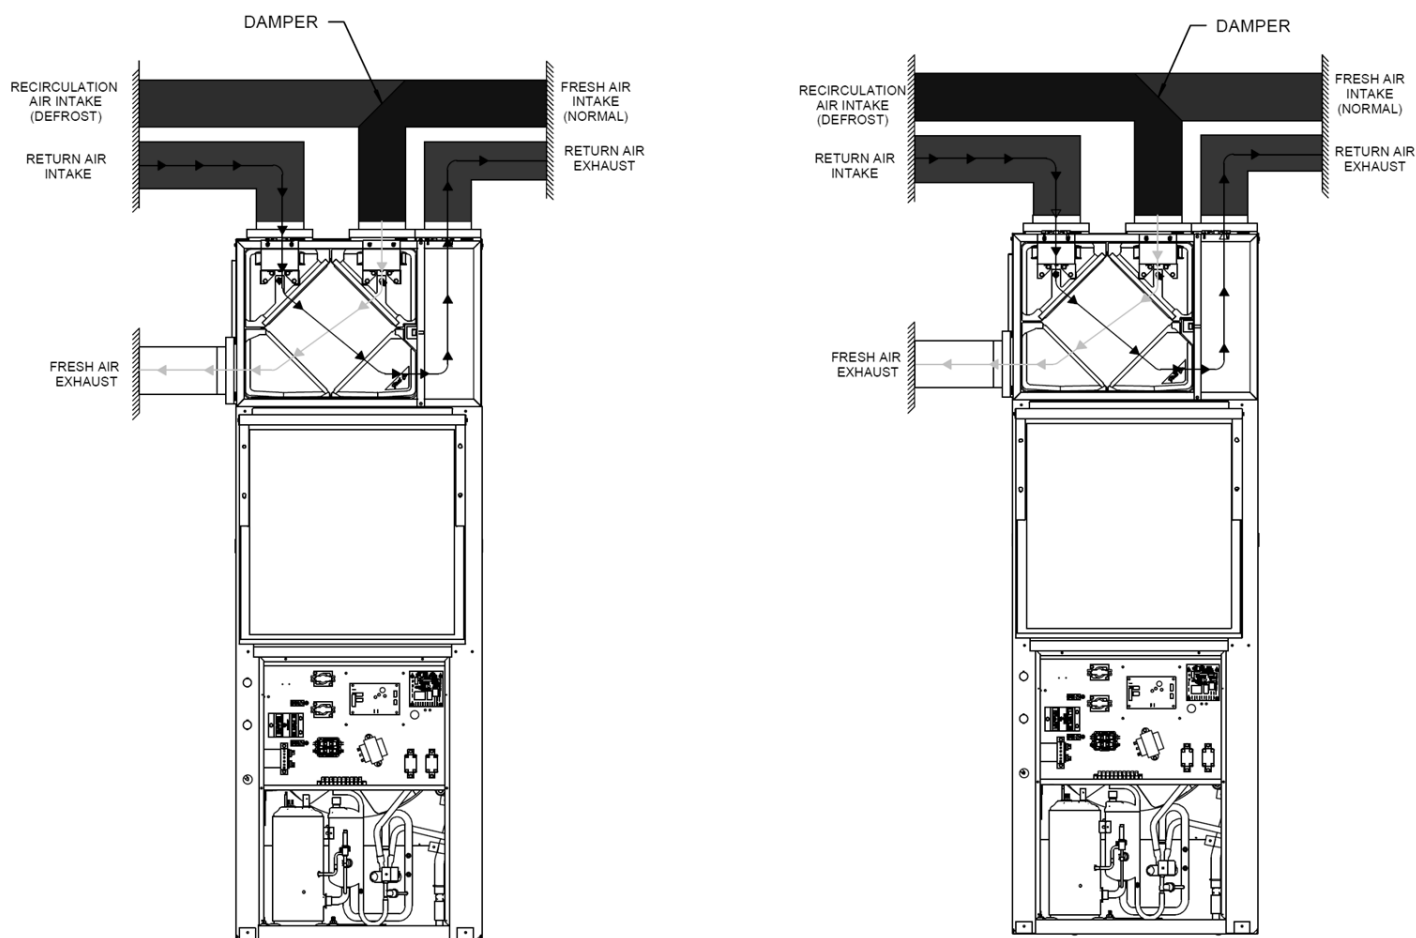 DAMPER
RECIRCULATION
AIR INTAKE
(DEFROST)
FRESH AIR
INTAKE
(NORMAL)
RETURN AIR
INTAKE
RETURN AIR
EXHAUST
FRESH AIR
EXHAUST
DAMPER
RECIRCULATION
AIR INTAKE
(DEFROST)
FRESH AIR
INTAKE
(NORMAL)
RETURN AIR
INTAKE
RETURN AIR
EXHAUST
FRESH AIR
EXHAUST